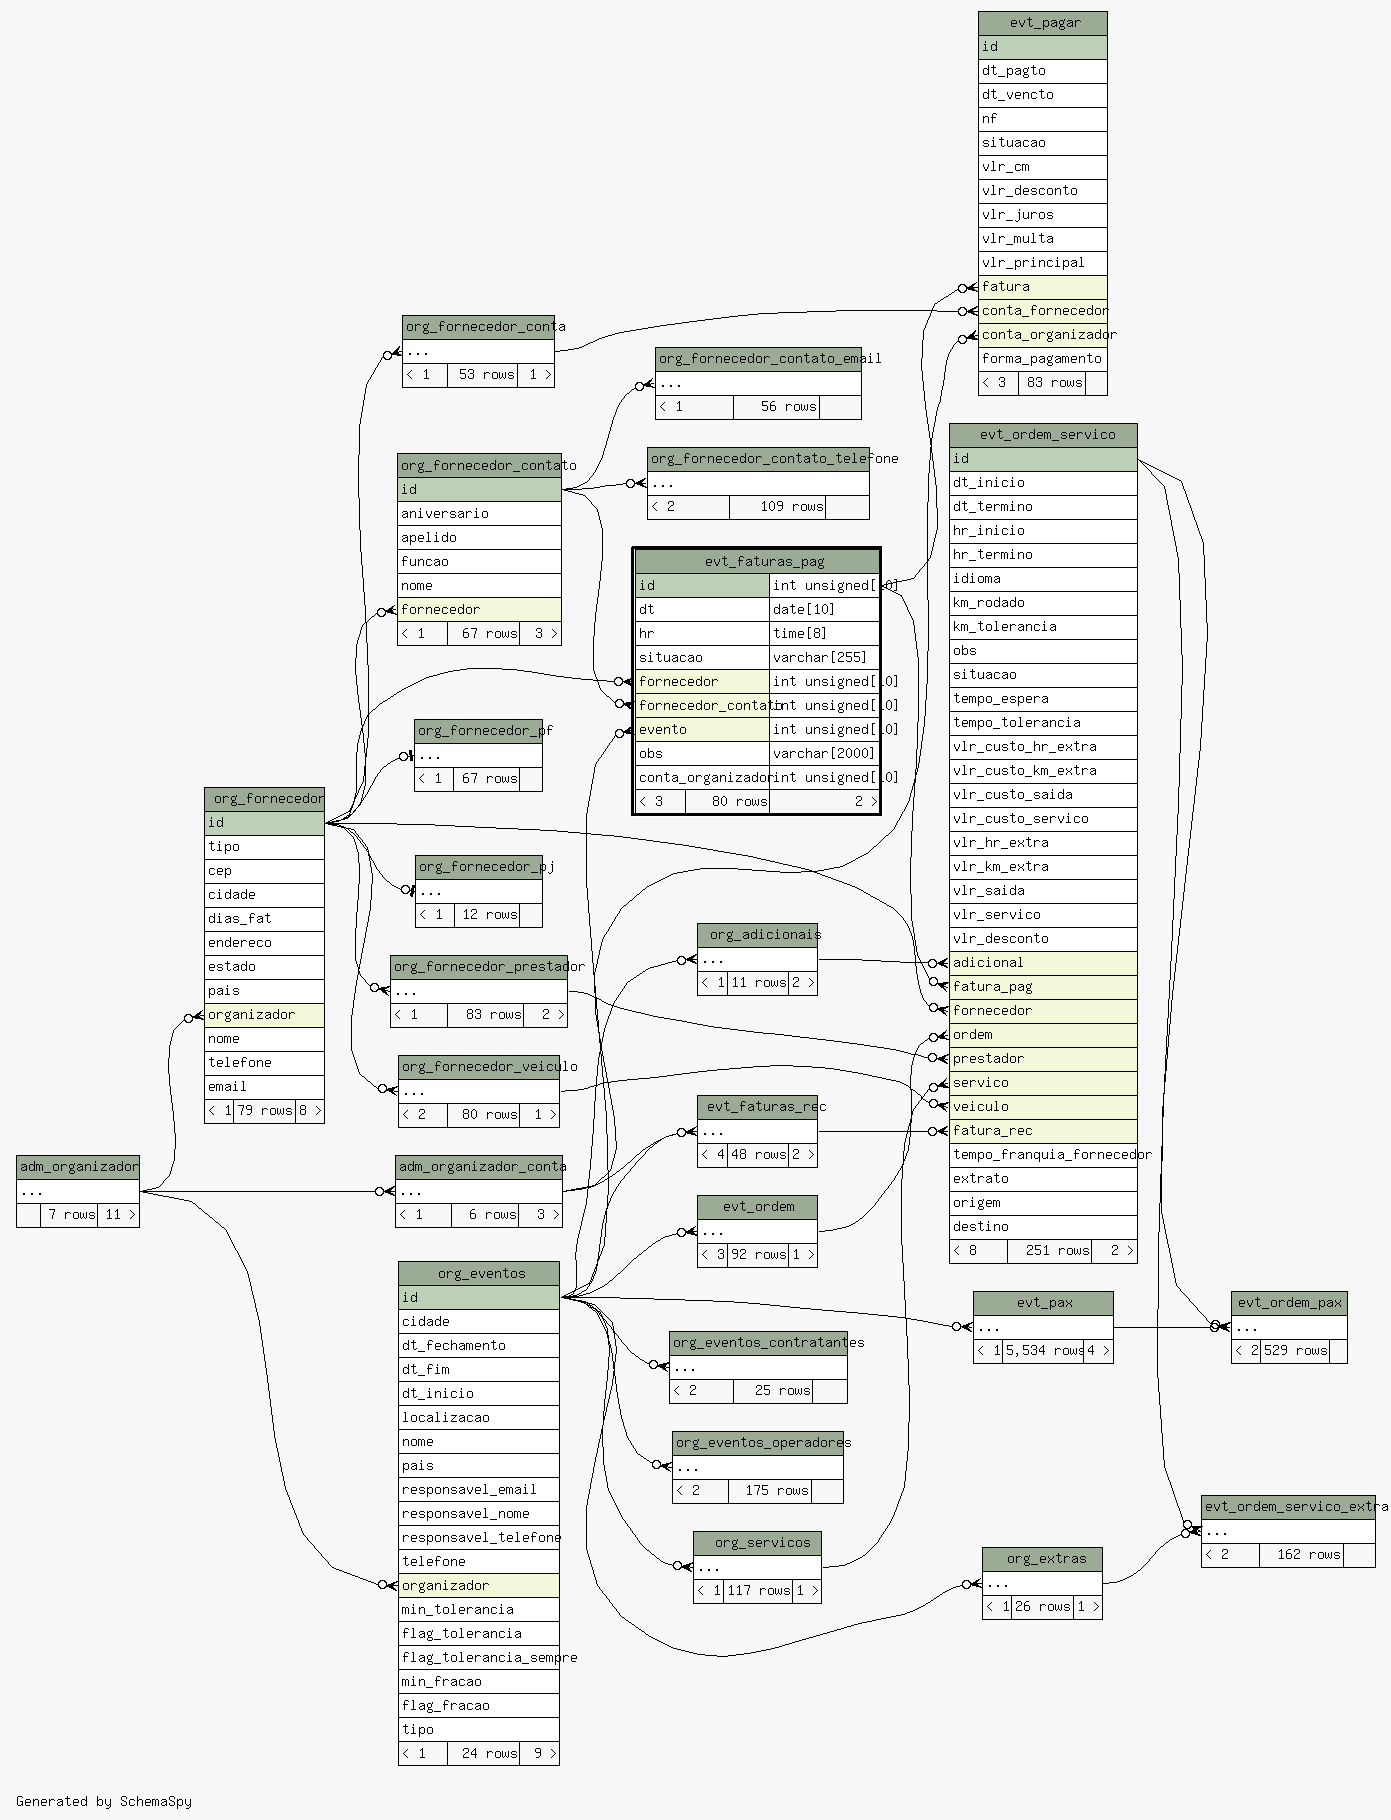 evt_pagar
id
dt_pagto
dt_vencto
nf
situacao
vlr_cm
vlr_desconto
vlr_juros
vlr_multa
vlr_principal
fatura
conta_fornecedor
conta_organizador
forma_pagamento
< 3 83 rows
org_fornecedor_conta
...
< 1 53 rows 1 >
org_fornecedor_contato_email
...
< 1 56 rows
org_fornecedor_contato_telefone
...
< 2 109 rows
org_fornecedor_contato
id
aniversario
apelido
funcao
nome
fornecedor
< 1 67 rows 3 >
evt_faturas_pag
id int unsigned[10]
dt date[10]
hr time[8]
situacao varchar[255]
fornecedor int unsigned[10]
fornecedor_contato int unsigned[10]
evento int unsigned[10]
obs varchar[2000]
conta_organizador int unsigned[10]
< 3 80 rows 2 >
evt_ordem_servico
id
dt_inicio
dt_termino
hr_inicio
hr_termino
idioma
km_rodado
km_tolerancia
obs
situacao
tempo_espera
tempo_tolerancia
vlr_custo_hr_extra
vlr_custo_km_extra
vlr_custo_saida
vlr_custo_servico
vlr_hr_extra
vlr_km_extra
vlr_saida
vlr_servico
vlr_desconto
adicional
fatura_pag
fornecedor
ordem
prestador
servico
veiculo
fatura_rec
tempo_franquia_fornecedor
extrato
origem
destino
< 8 251 rows 2 >
org_fornecedor_pf
...
< 1 67 rows
org_fornecedor
id
tipo
cep
cidade
dias_fat
endereco
estado
pais
organizador
nome
telefone
email
< 1 79 rows 8 >
org_fornecedor_pj
...
< 1 12 rows
org_fornecedor_prestador
...
< 1 83 rows 2 >
org_adicionais
...
< 1 11 rows 2 >
org_fornecedor_veiculo
...
< 2 80 rows 1 >
evt_faturas_rec
...
< 4 48 rows 2 >
adm_organizador
...
7 rows 11 >
adm_organizador_conta
...
< 1 6 rows 3 >
evt_ordem
...
< 3 92 rows 1 >
org_eventos
id
cidade
dt_fechamento
dt_fim
dt_inicio
localizacao
nome
pais
responsavel_email
responsavel_nome
responsavel_telefone
telefone
organizador
min_tolerancia
flag_tolerancia
flag_tolerancia_sempre
min_fracao
flag_fracao
tipo
< 1 24 rows 9 >
evt_pax
...
< 1 5,534 rows 4 >
evt_ordem_pax
...
< 2 529 rows
org_eventos_contratantes
...
< 2 25 rows
org_eventos_operadores
...
< 2 175 rows
org_servicos
...
< 1 117 rows 1 >
evt_ordem_servico_extra
...
< 2 162 rows
org_extras
...
< 1 26 rows 1 >
Generated by SchemaSpy